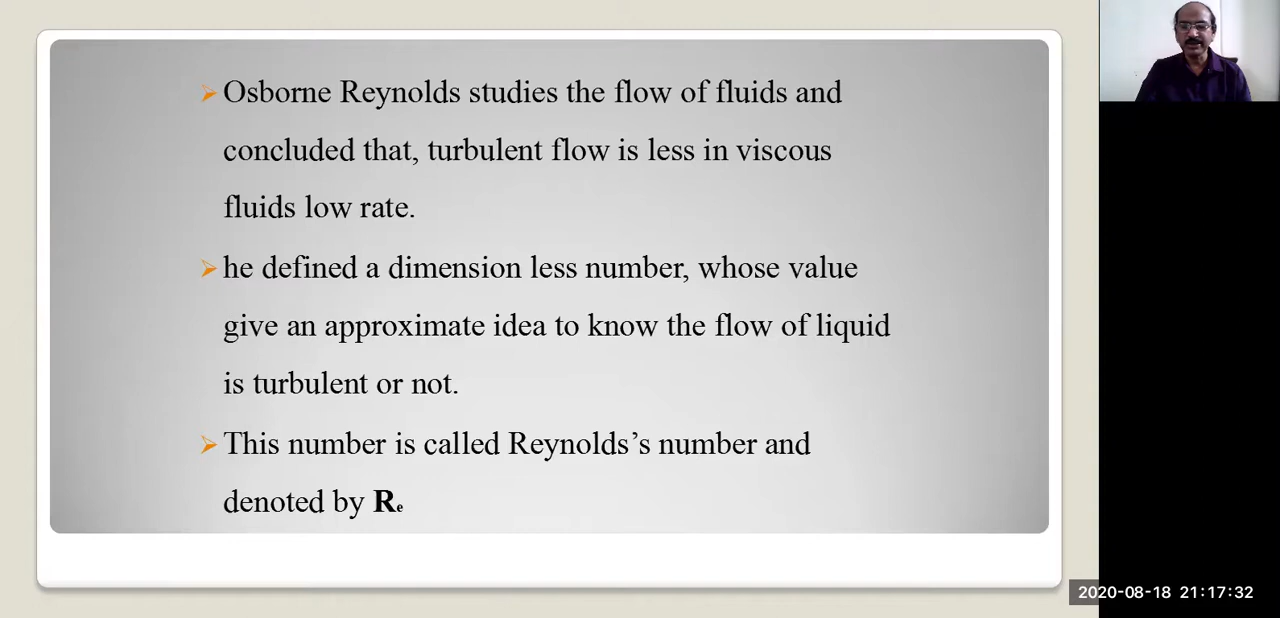 ➢ Osborne Reynolds studies the flow of fluids and
concluded that, turbulent flow is less in viscous
fluids low rate.
➢ he defined a dimension less number, whose value
give an approximate idea to know the flow of liquid
is turbulent or not.
➢ This number is called Reynolds’s number and
denoted by Re
2020-08-18 21:17:32